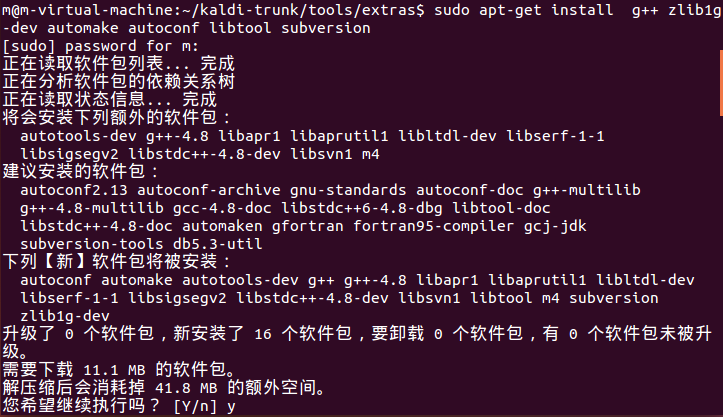 m@m-virtual-machine:~/kaldi-trunk/tools/extras$ sudo apt-get install  g++ zlib1g
-dev automake autoconf libtool subversion
[sudo] password for m:
正在读取软件包列表... 完成
正在分析软件包的依赖关系树
正在读取状态信息... 完成
将会安装下列额外的软件包：
  autotools-dev g++-4.8 libapr1 libaprutil1 libltdl-dev libserf-1-1
  libsigsegv2 libstdc++-4.8-dev libsvn1 m4
建议安装的软件包：
  autoconf2.13 autoconf-archive gnu-standards autoconf-doc g++-multilib
  g++-4.8-multilib gcc-4.8-doc libstdc++6-4.8-dbg libtool-doc
  libstdc++-4.8-doc automaken gfortran fortran95-compiler gcj-jdk
  subversion-tools db5.3-util
下列【新】软件包将被安装：
  autoconf automake autotools-dev g++ g++-4.8 libapr1 libaprutil1 libltdl-dev
  libserf-1-1 libsigsegv2 libstdc++-4.8-dev libsvn1 libtool m4 subversion
  zlib1g-dev
升级了 0 个软件包，新安装了 16 个软件包，要卸载 0 个软件包，有 0 个软件包未被升
级。
需要下载 11.1 MB 的软件包。
解压缩后会消耗掉 41.8 MB 的额外空间。
您希望继续执行吗？ [Y/n] y